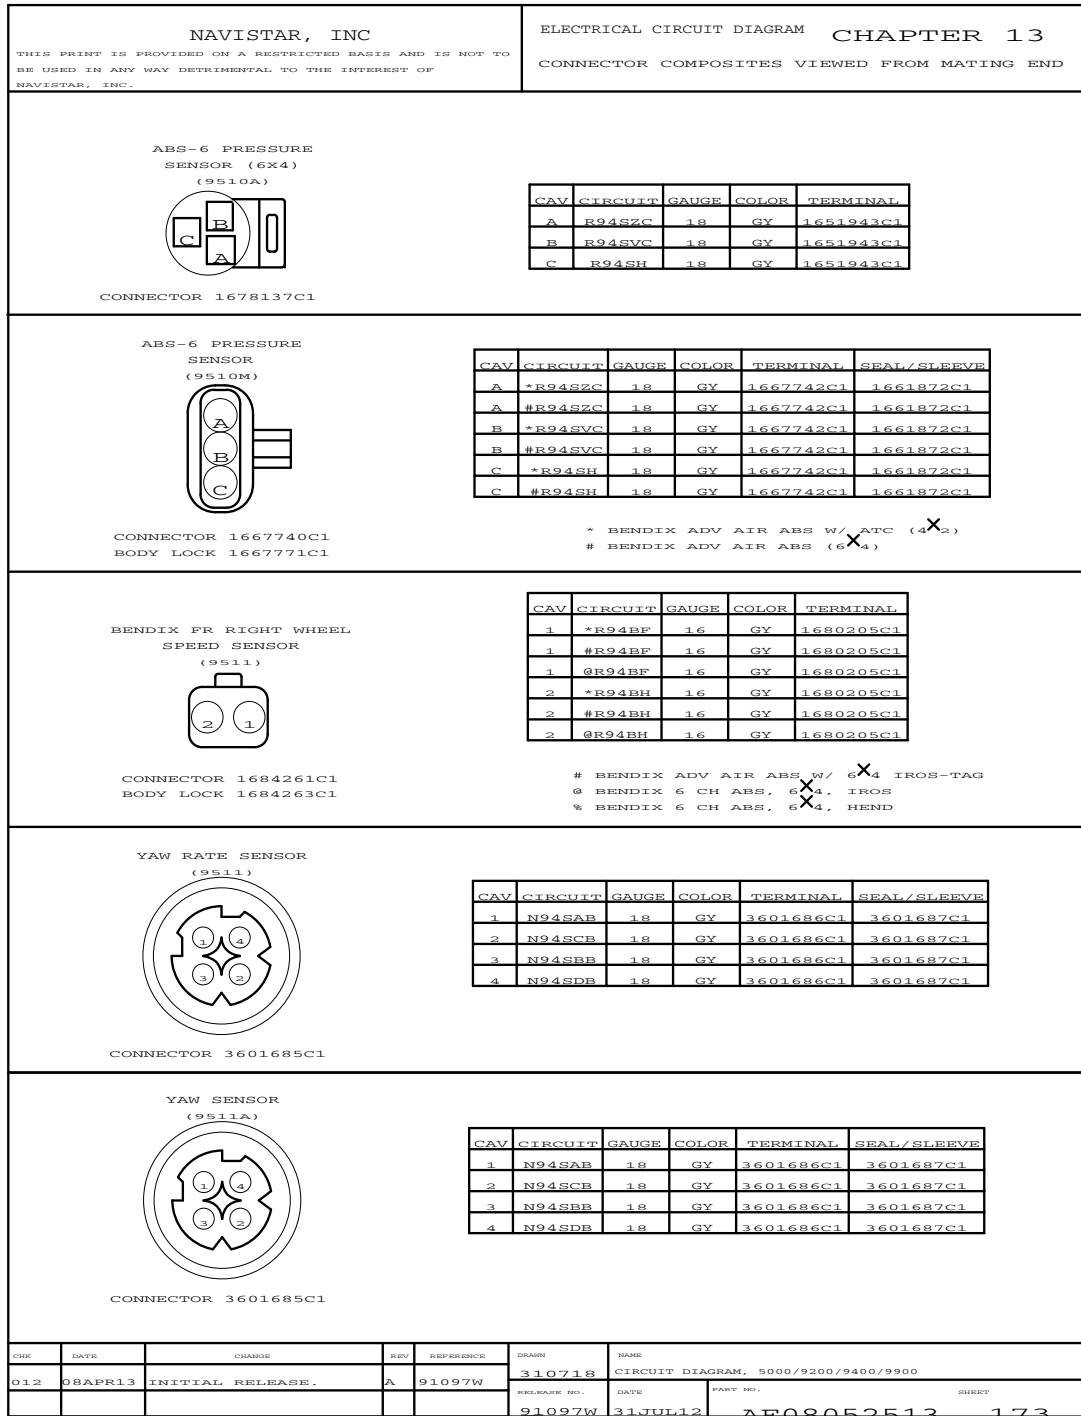 NAVISTAR, INC
THIS PRINT IS PROVIDED ON A RESTRICTED BASIS AND IS NOT TO
BE USED IN ANY WAY DETRIMENTAL TO THE INTEREST OF
NAVISTAR, INC.
ELECTRICAL CIRCUIT DIAGRAM CHAPTER 13
CONNECTOR COMPOSITES VIEWED FROM MATING END
ABS-6 PRESSURE
SENSOR (6X4)
(9510A)
B
C
A
CONNECTOR 1678137C1
CAV CIRCUIT GAUGE COLOR TERMINAL
A R94SZC 18 GY 1651943C1
B R94SVC 18 GY 1651943C1
C R94SH 18 GY 1651943C1
ABS-6 PRESSURE
SENSOR
(9510M)
A
B
C
CONNECTOR 1667740C1
BODY LOCK 1667771C1
CAV CIRCUIT GAUGE COLOR TERMINAL SEAL/SLEEVE
A *R94SZC 18 GY 1667742C1 1661872C1
A #R94SZC 18 GY 1667742C1 1661872C1
B *R94SVC 18 GY 1667742C1 1661872C1
B #R94SVC 18 GY 1667742C1 1661872C1
C *R94SH 18 GY 1667742C1 1661872C1
C #R94SH 18 GY 1667742C1 1661872C1
* BENDIX ADV AIR ABS W/ ATC (4X2)
# BENDIX ADV AIR ABS (6X4)
BENDIX FR RIGHT WHEEL
SPEED SENSOR
(9511)
2 1
CONNECTOR 1684261C1
BODY LOCK 1684263C1
CAV CIRCUIT GAUGE COLOR TERMINAL
1 *R94BF 16 GY 1680205C1
1 #R94BF 16 GY 1680205C1
1 @R94BF 16 GY 1680205C1
2 *R94BH 16 GY 1680205C1
2 #R94BH 16 GY 1680205C1
2 @R94BH 16 GY 1680205C1
# BENDIX ADV AIR ABS W/ 6X4 IROS-TAG
@ BENDIX 6 CH ABS, 6X4, IROS
% BENDIX 6 CH ABS, 6X4, HEND
YAW RATE SENSOR
(9511)
1 4
3 2
CONNECTOR 3601685C1
CAV CIRCUIT GAUGE COLOR TERMINAL SEAL/SLEEVE
1 N94SAB 18 GY 3601686C1 3601687C1
2 N94SCB 18 GY 3601686C1 3601687C1
3 N94SBB 18 GY 3601686C1 3601687C1
4 N94SDB 18 GY 3601686C1 3601687C1
YAW SENSOR
(9511A)
1 4
3 2
CONNECTOR 3601685C1
CAV CIRCUIT GAUGE COLOR TERMINAL SEAL/SLEEVE
1 N94SAB 18 GY 3601686C1 3601687C1
2 N94SCB 18 GY 3601686C1 3601687C1
3 N94SBB 18 GY 3601686C1 3601687C1
4 N94SDB 18 GY 3601686C1 3601687C1
CHK DATE CHANGE REV REFERENCE
012 08APR13 INITIAL RELEASE. A 91097W
DRAWN
310718
NAME
CIRCUIT DIAGRAM, 5000/9200/9400/9900
RELEASE NO.
91097W
DATE
31JUL12
PART NO. SHEET
AE08052513 173